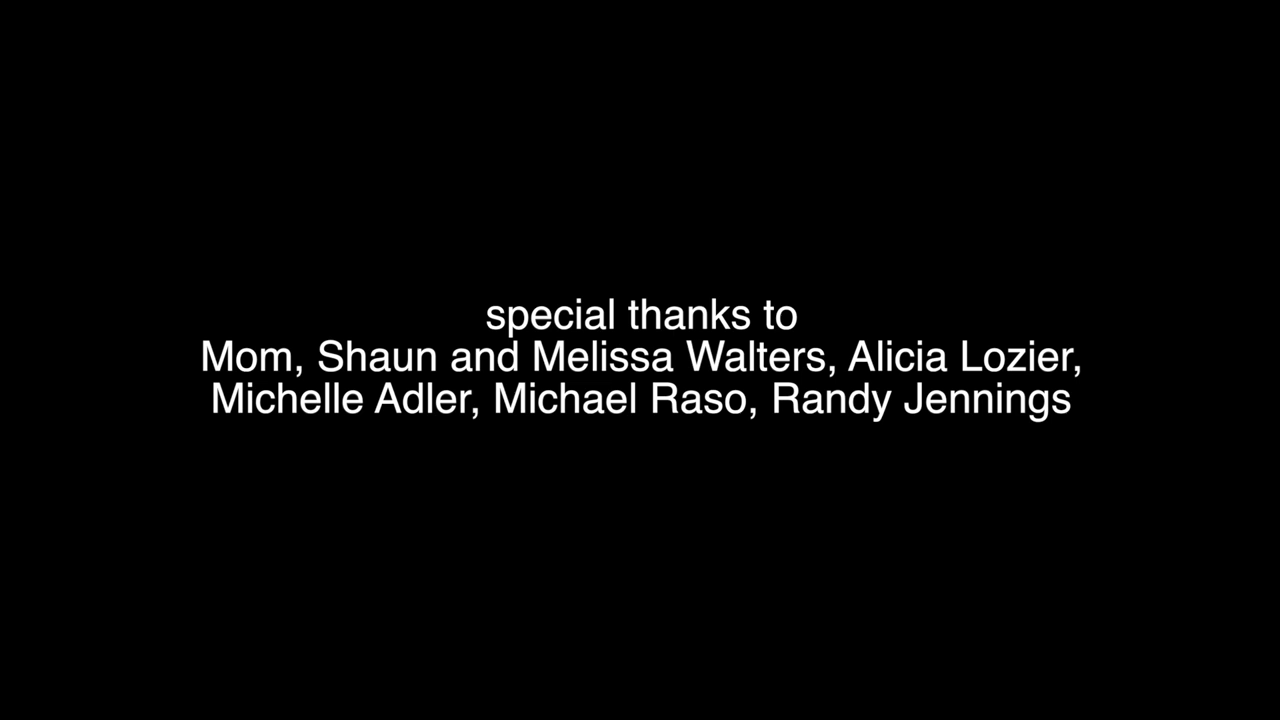 special thanks to
Mom, Shaun and Melissa Walters, Alicia Lozier,
Michelle Adler, Michael Raso, Randy Jennings